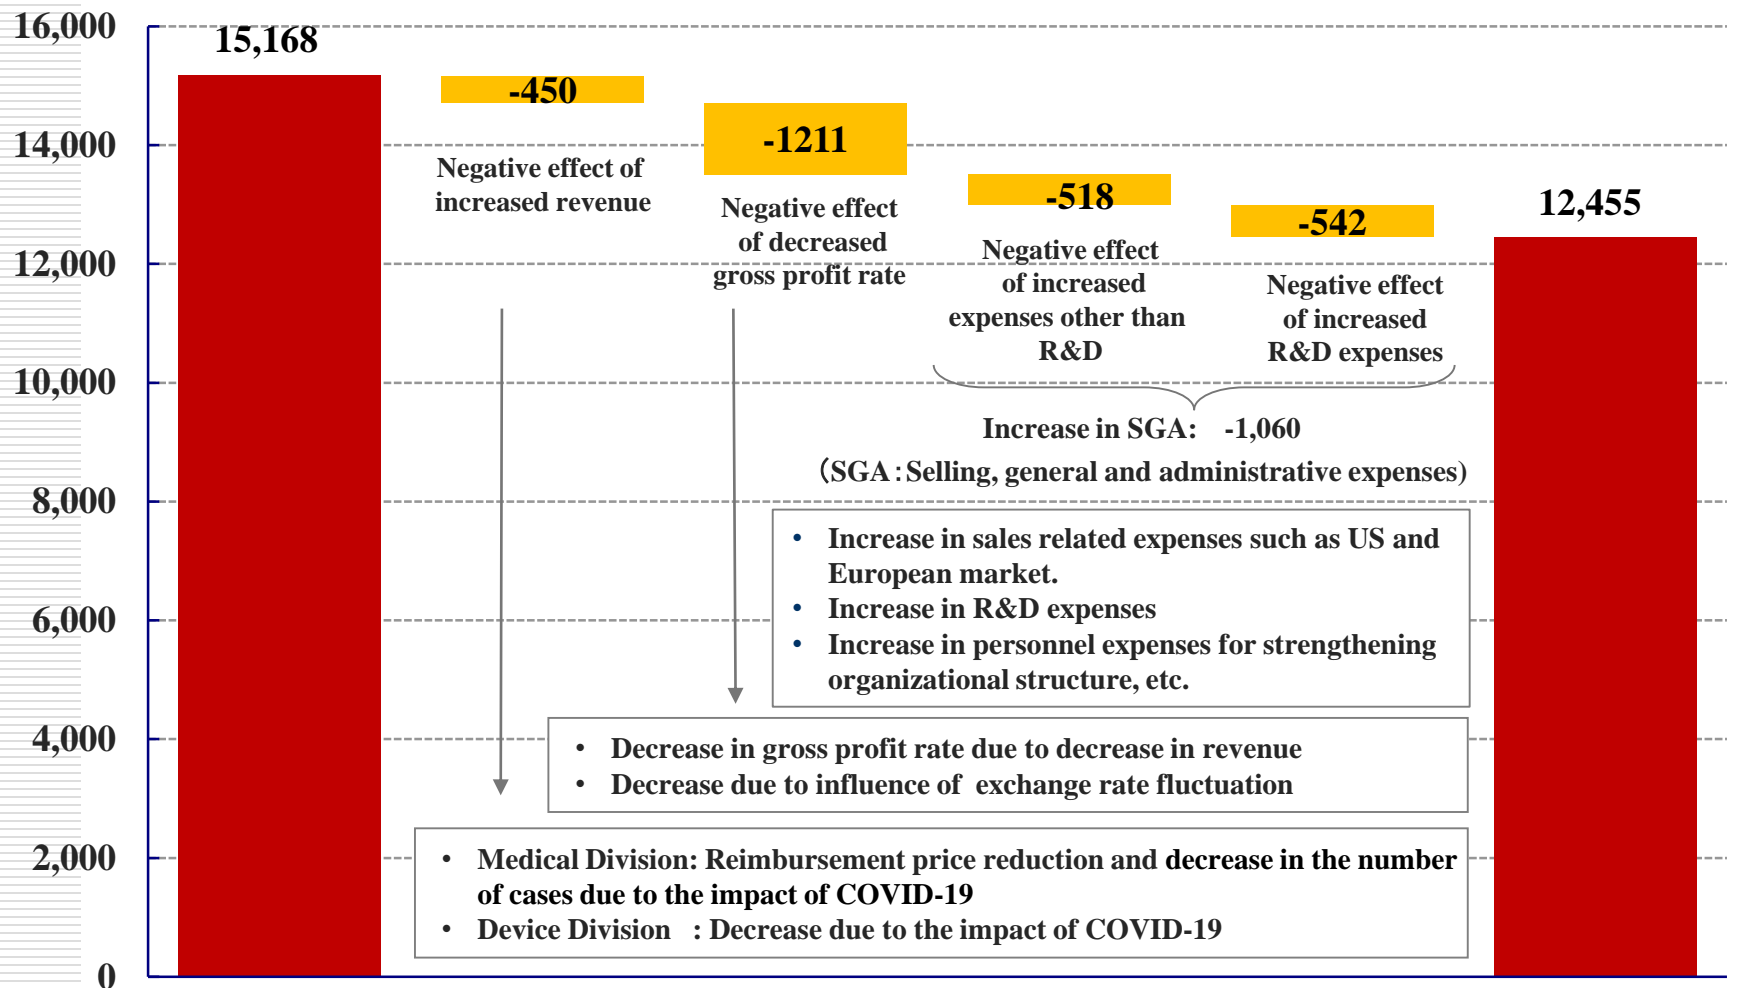 16,000
14,000
12,000
10,000
8,000
6,000
4,000
2,000
0
15,168
-450
Negative effect of
increased revenue
-1211
Negative effect
of decreased
gross profit rate
-518
Negative effect
of increased
expenses other than
R&D
-542
Negative effect
of increased
R&D expenses
12,455
Increase in SGA: -1,060
（SGA：Selling, general and administrative expenses)
• Increase in sales related expenses such as US and
European market.
• Increase in R&D expenses
• Increase in personnel expenses for strengthening
organizational structure, etc.
• Decrease in gross profit rate due to decrease in revenue
• Decrease due to influence of exchange rate fluctuation
• Medical Division: Reimbursement price reduction and decrease in the number
of cases due to the impact of COVID-19
• Device Division : Decrease due to the impact of COVID-19